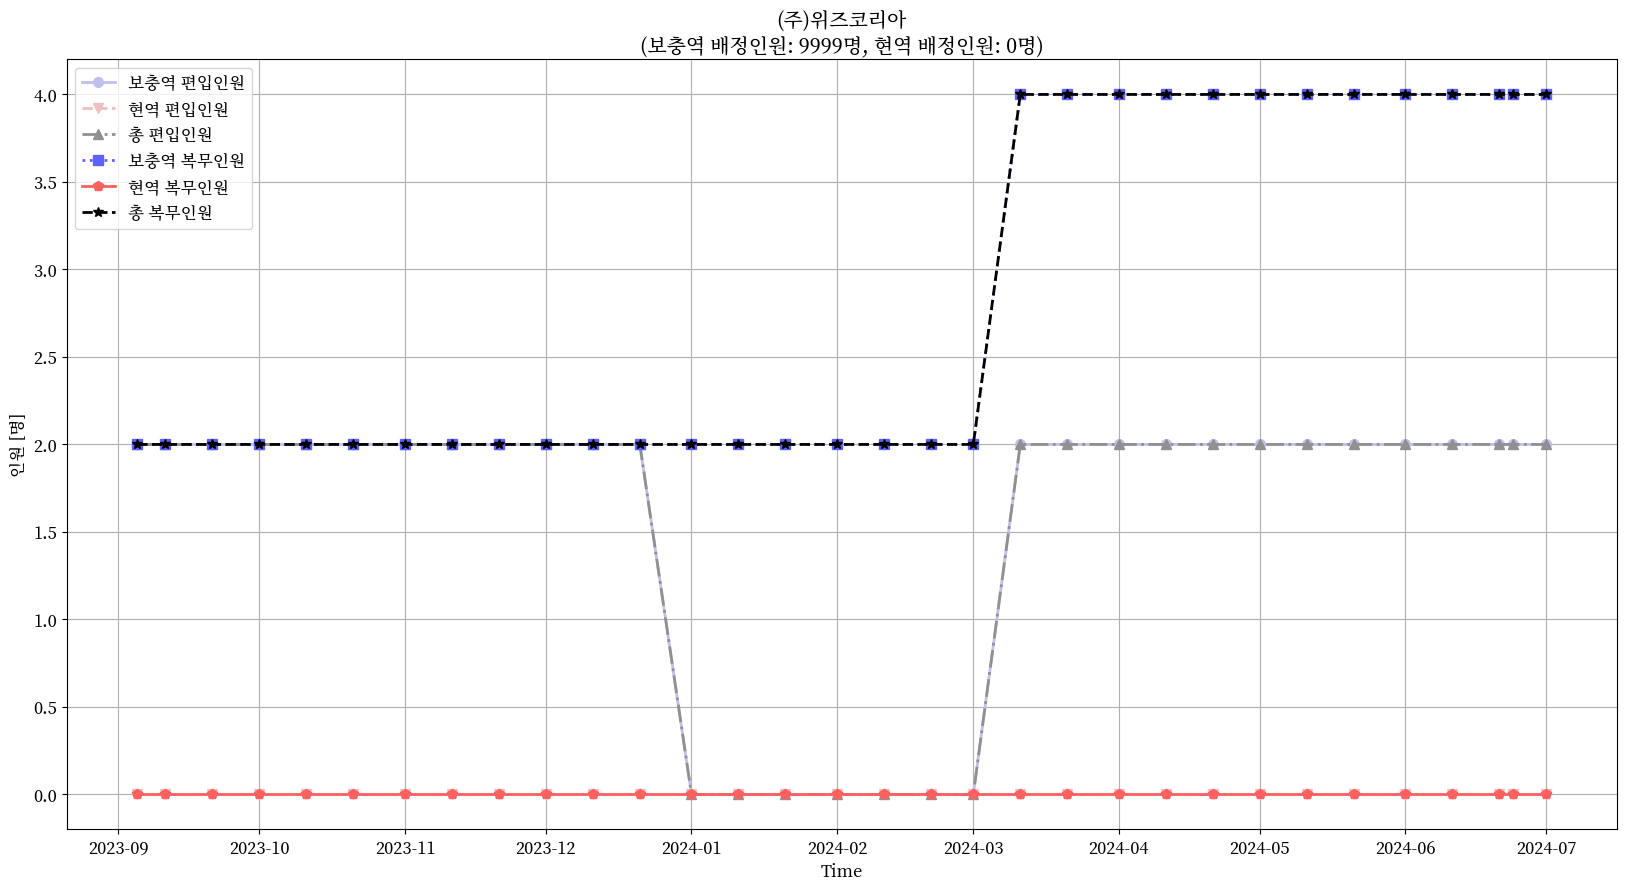 (주)위즈코리아
(보충역 배정인원: 9999명, 현역 배정인원: 0명)
보충역 편입인원
현역 편입인원
총 편입인원
보충역 복무인원
현역 복무인원
총 복무인원
4.0
3.5
3.0
2.5
2.0
1.5
1.0
0.5
0.0
인원 [명]
2023-09 2023-10 2023-11 2023-12 2024-01 2024-02 2024-03 2024-04 2024-05 2024-06 2024-07
Time